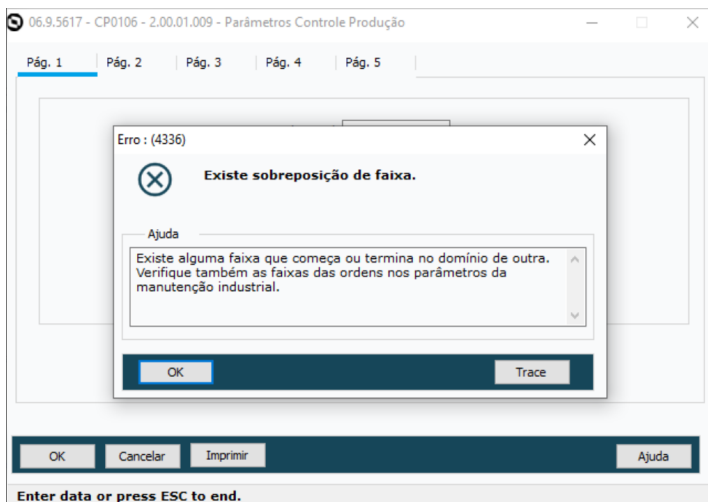 06.9.5617 - CP0106 - 2.00.01.009 - Parâmetros Controle Produção
Pág. 1 Pág. 2 Pág. 3 Pág. 4 Pág. 5
Erro : (4336)
Existe sobreposição de faixa.
Ajuda
Existe alguma faixa que começa ou termina no domínio de outra.
Verifique também as faixas das ordens nos parâmetros da
manutenção industrial.
OK Trace
OK Cancelar Imprimir Ajuda
Enter data or press ESC to end.